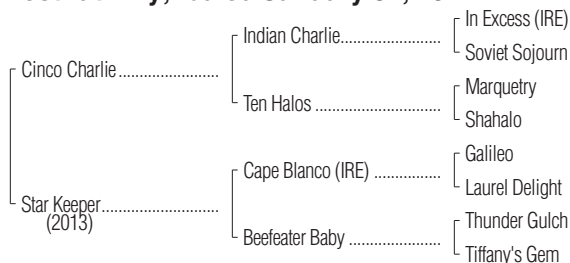 In Excess (IRE)
Indian Charlie
Soviet Sojourn
Cinco Charlie
Marquetry
Ten Halos
Shahalo
Galileo
Cape Blanco (IRE)
Laurel Delight
Star Keeper
(2013)
Thunder Gulch
Beefeater Baby
Tiffany's Gem